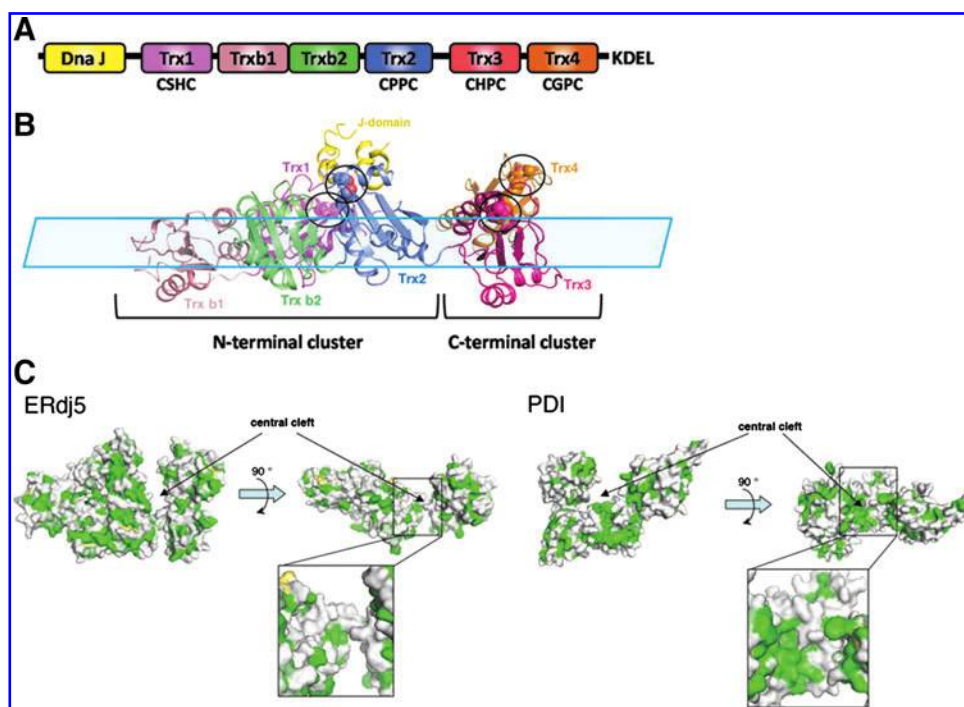 A
Dna J Trx1 Trxb1 Trxb2 Trx2 Trx3 Trx4 KDEL
CSHC CPPC CHPC CGPC
B
J-domain
Trx1
Trx4
Trx b1
Trx b2
Trx2
Trx3
N-terminal cluster
C-terminal cluster
C
ERdj5
PDI
central cleft
central cleft
90 °
90 °